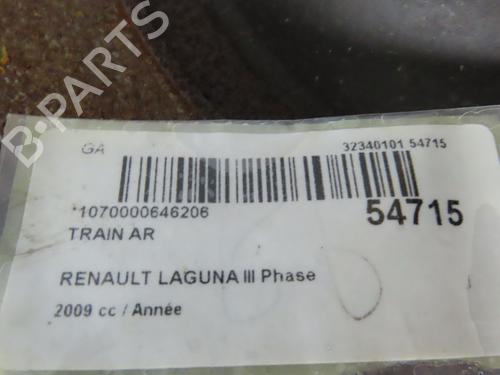 B-PARTS
GA
32340101 54715
1070000646206
54715
TRAIN AR
RENAULT LAGUNA III Phase
2009 cc / Année